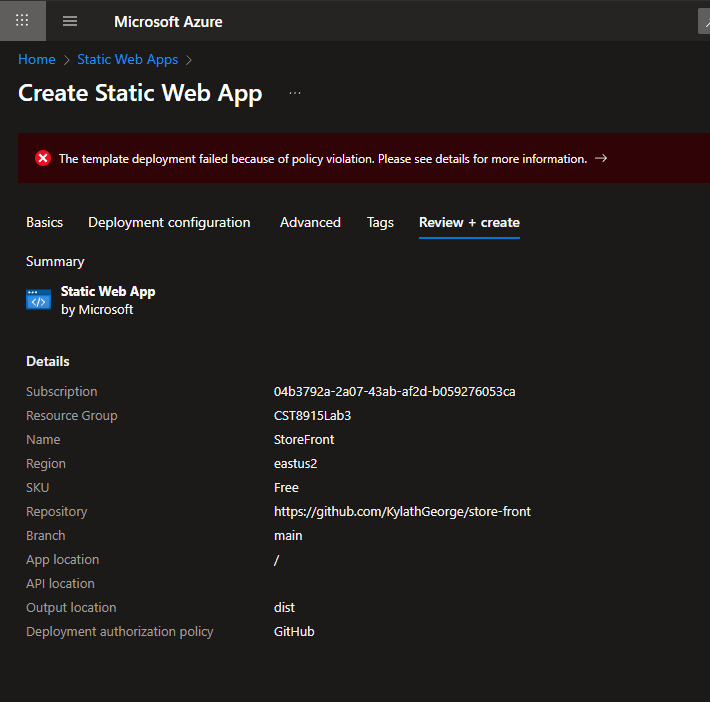 Microsoft Azure
Home > Static Web Apps >
Create Static Web App ...
The template deployment failed because of policy violation. Please see details for more information. →
Basics Deployment configuration Advanced Tags Review + create
Summary
Static Web App
by Microsoft
Details
Subscription 04b3792a-2a07-43ab-af2d-b059276053ca
Resource Group CST8915Lab3
Name StoreFront
Region eastus2
SKU Free
Repository https://github.com/KylathGeorge/store-front
Branch main
App location /
API location
Output location dist
Deployment authorization policy GitHub